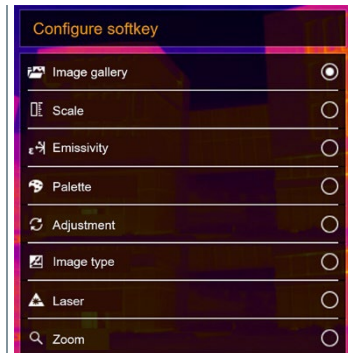 Configure softkey
Image gallery
Scale
ε Emissivity
Palette
Adjustment
Image type
Laser
Zoom